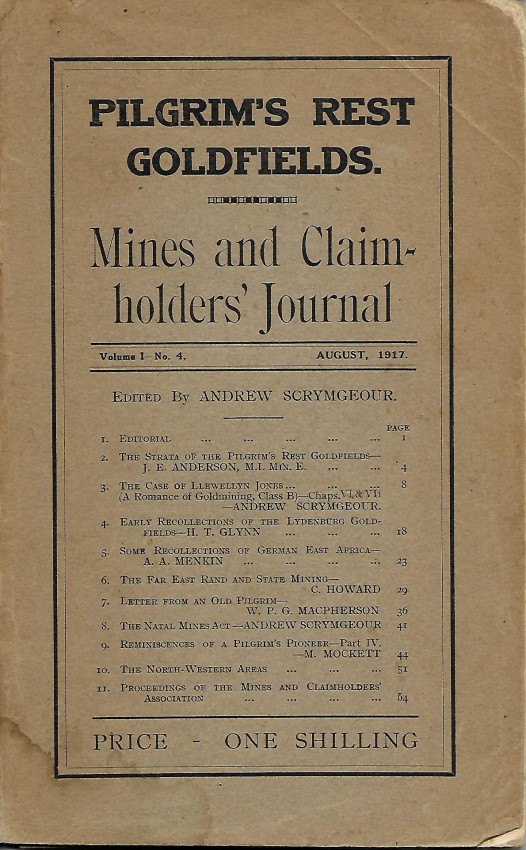 PILGRIM'S REST
GOLDFIELDS.
Mines and Claim-
holders' Journal
Volume I—No. 4. AUGUST, 1917.
EDITED BY ANDREW SCRYMGEOUR.
PAGE
1. EDITORIAL ... ... ... ... ... 1
2. THE STRATA OF THE PILGRIM'S REST GOLDFIELDS—
J. E. ANDERSON, M.I. MIN. E. ... ... 4
3. THE CASE OF LLEWELLYN JONES ... ... ... 8
(A Romance of Goldmining, Class B)—Chaps. VI & VII
—ANDREW SCRYMGEOUR.
4. EARLY RECOLLECTIONS OF THE LYDENBURG GOLD-
FIELDS—H. T. GLYNN ... ... ... 18
5. SOME RECOLLECTIONS OF GERMAN EAST AFRICA—
A. A. MENKIN ... ... ... ... 23
6. THE FAR EAST RAND AND STATE MINING—
C. HOWARD 29
7. LETTER FROM AN OLD PILGRIM—
W. P. G. MACPHERSON 36
8. THE NATAL MINES ACT—ANDREW SCRYMGEOUR 41
9. REMINISCENCES OF A PILGRIM'S PIONEER—Part IV.
—M. MOCKETT 44
10. THE NORTH-WESTERN AREAS ... ... ... 51
11. PROCEEDINGS OF THE MINES AND CLAIMHOLDERS'
ASSOCIATION ... ... ... ... 54
PRICE - ONE SHILLING